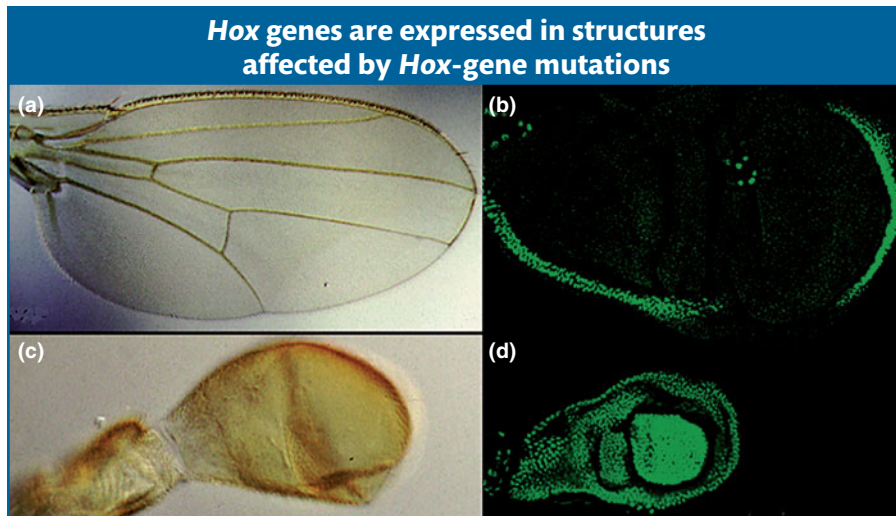 Hox genes are expressed in structures
affected by Hox-gene mutations
(a)
(b)
(c)
(d)